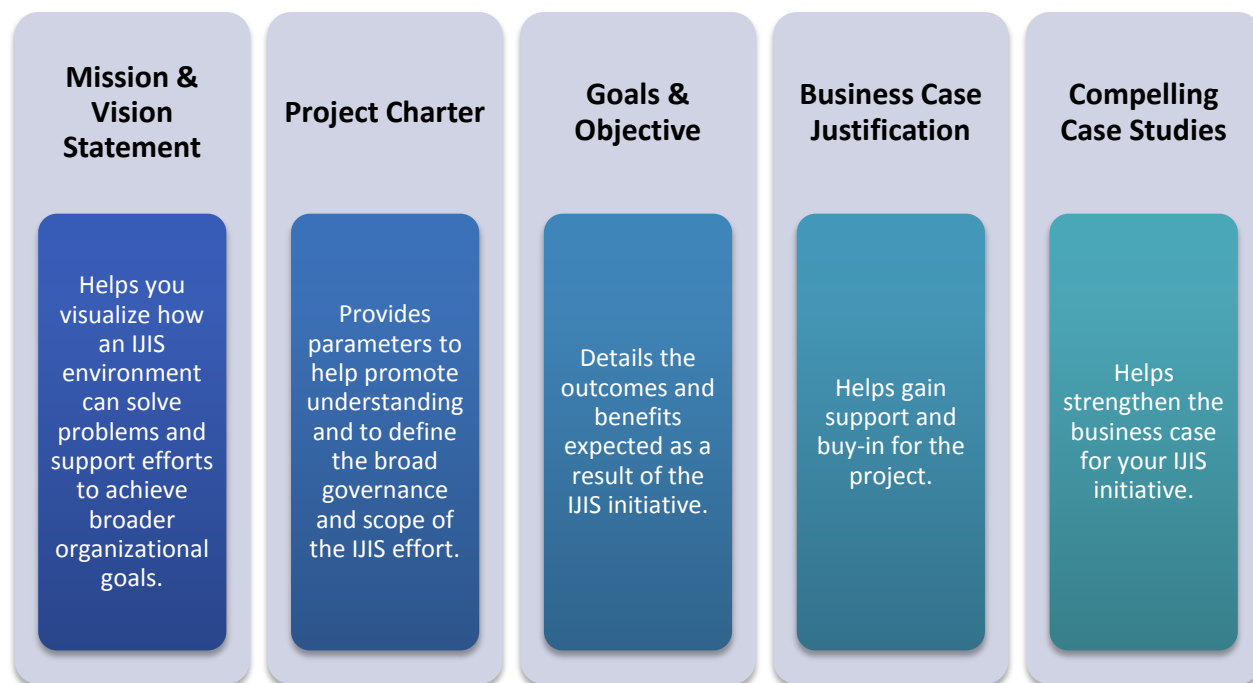 Mission &
Vision
Statement
Helps you
visualize how
an IJIS
environment
can solve
problems and
support efforts
to achieve
broader
organizational
goals.
Project Charter
Provides
parameters to
help promote
understanding
and to define
the broad
governance
and scope of
the IJIS effort.
Goals &
Objective
Details the
outcomes and
benefits
expected as a
result of the
IJIS initiative.
Business Case
Justification
Helps gain
support and
buy-in for the
project.
Compelling
Case Studies
Helps
strengthen the
business case
for your IJIS
initiative.